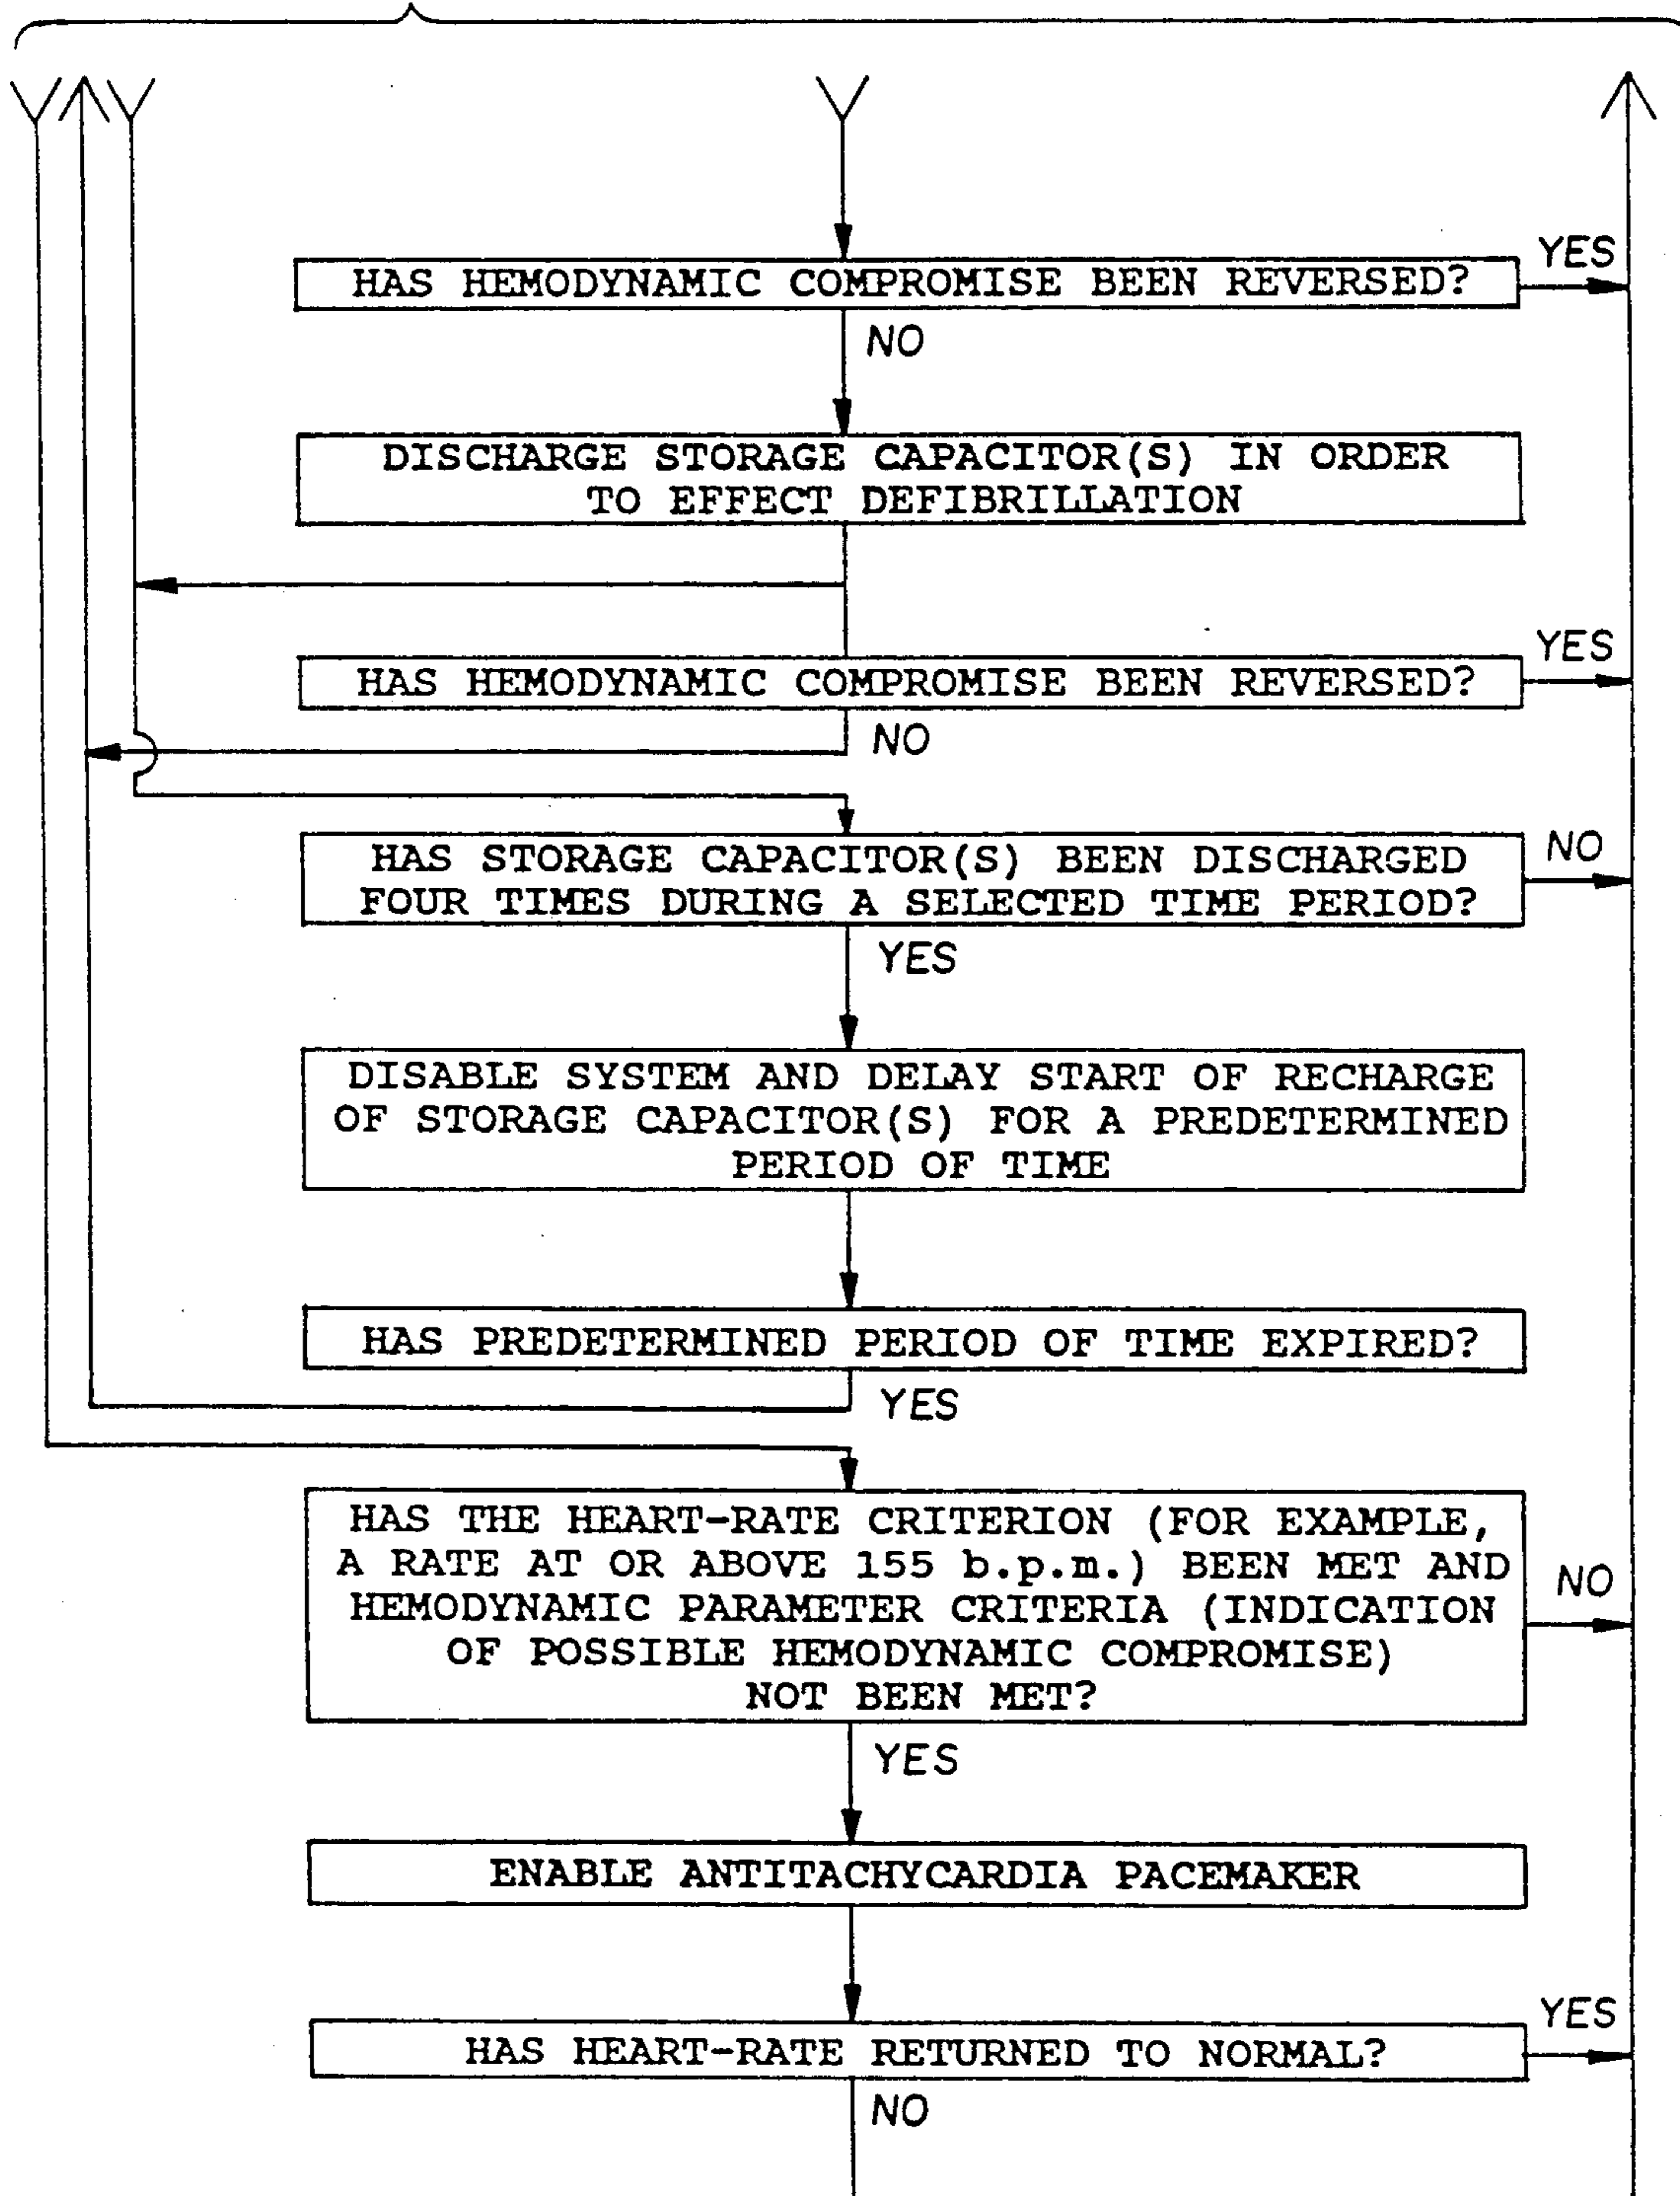 HAS HEMODYNAMIC COMPROMISE BEEN REVERSED?
YES
NO
DISCHARGE STORAGE CAPACITOR(S) IN ORDER
TO EFFECT DEFIBRILLATION
HAS HEMODYNAMIC COMPROMISE BEEN REVERSED?
YES
NO
HAS STORAGE CAPACITOR(S) BEEN DISCHARGED
FOUR TIMES DURING A SELECTED TIME PERIOD?
NO
YES
DISABLE SYSTEM AND DELAY START OF RECHARGE
OF STORAGE CAPACITOR(S) FOR A PREDETERMINED
PERIOD OF TIME
HAS PREDETERMINED PERIOD OF TIME EXPIRED?
YES
HAS THE HEART-RATE CRITERION (FOR EXAMPLE,
A RATE AT OR ABOVE 155 b.p.m.) BEEN MET AND
HEMODYNAMIC PARAMETER CRITERIA (INDICATION
OF POSSIBLE HEMODYNAMIC COMPROMISE)
NOT BEEN MET?
NO
YES
ENABLE ANTITACHYCARDIA PACEMAKER
HAS HEART-RATE RETURNED TO NORMAL?
YES
NO